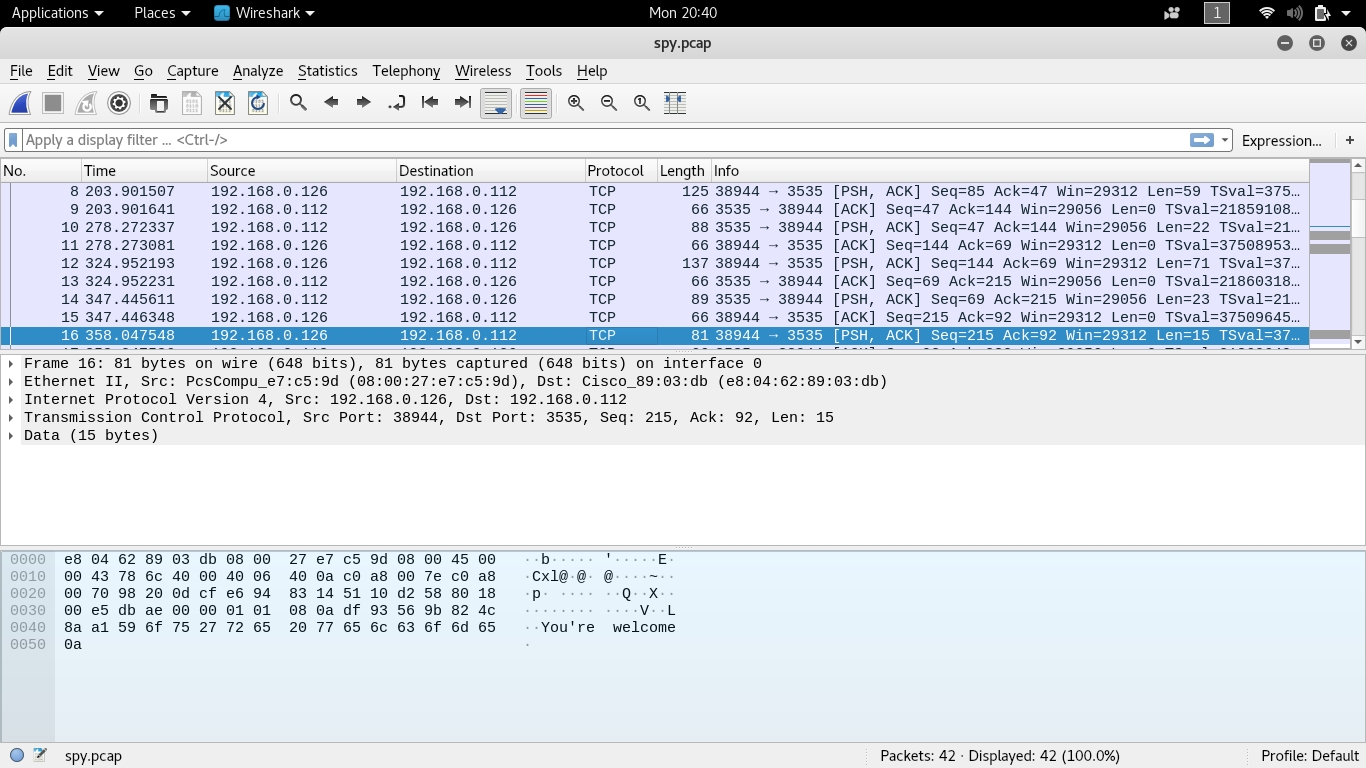 Applications Places Wireshark Mon 20:40 1
spy.pcap
File Edit View Go Capture Analyze Statistics Telephony Wireless Tools Help
Apply a display filter ... <Ctrl-/> Expression... +
No. Time Source Destination Protocol Length Info
8 203.901507 192.168.0.126 192.168.0.112 TCP 125 38944 → 3535 [PSH, ACK] Seq=85 Ack=47 Win=29312 Len=59 TSval=375…
9 203.901641 192.168.0.112 192.168.0.126 TCP 66 3535 → 38944 [ACK] Seq=47 Ack=144 Win=29056 Len=0 TSval=21859108…
10 278.272337 192.168.0.112 192.168.0.126 TCP 88 3535 → 38944 [PSH, ACK] Seq=47 Ack=144 Win=29056 Len=22 TSval=21…
11 278.273081 192.168.0.126 192.168.0.112 TCP 66 38944 → 3535 [ACK] Seq=144 Ack=69 Win=29312 Len=0 TSval=37508953…
12 324.952193 192.168.0.126 192.168.0.112 TCP 137 38944 → 3535 [PSH, ACK] Seq=144 Ack=69 Win=29312 Len=71 TSval=37…
13 324.952231 192.168.0.112 192.168.0.126 TCP 66 3535 → 38944 [ACK] Seq=69 Ack=215 Win=29056 Len=0 TSval=21860318…
14 347.445611 192.168.0.112 192.168.0.126 TCP 89 3535 → 38944 [PSH, ACK] Seq=69 Ack=215 Win=29056 Len=23 TSval=21…
15 347.446348 192.168.0.126 192.168.0.112 TCP 66 38944 → 3535 [ACK] Seq=215 Ack=92 Win=29312 Len=0 TSval=37509645…
16 358.047548 192.168.0.126 192.168.0.112 TCP 81 38944 → 3535 [PSH, ACK] Seq=215 Ack=92 Win=29312 Len=15 TSval=37…
Frame 16: 81 bytes on wire (648 bits), 81 bytes captured (648 bits) on interface 0
Ethernet II, Src: PcsCompu_e7:c5:9d (08:00:27:e7:c5:9d), Dst: Cisco_89:03:db (e8:04:62:89:03:db)
Internet Protocol Version 4, Src: 192.168.0.126, Dst: 192.168.0.112
Transmission Control Protocol, Src Port: 38944, Dst Port: 3535, Seq: 215, Ack: 92, Len: 15
Data (15 bytes)
0000 e8 04 62 89 03 db 08 00 27 e7 c5 9d 08 00 45 00 ··b····· '·····E·
0010 00 43 78 6c 40 00 40 06 40 0a c0 a8 00 7e c0 a8 ·Cxl@·@· @····~··
0020 00 70 98 20 0d cf e6 94 83 14 51 10 d2 58 80 18 ·p· ···· ··Q··X··
0030 00 e5 db ae 00 00 01 01 08 0a df 93 56 9b 82 4c ········ ····V··L
0040 8a a1 59 6f 75 27 72 65 20 77 65 6c 63 6f 6d 65 ··You're welcome
0050 0a ·
spy.pcap Packets: 42 · Displayed: 42 (100.0%) Profile: Default